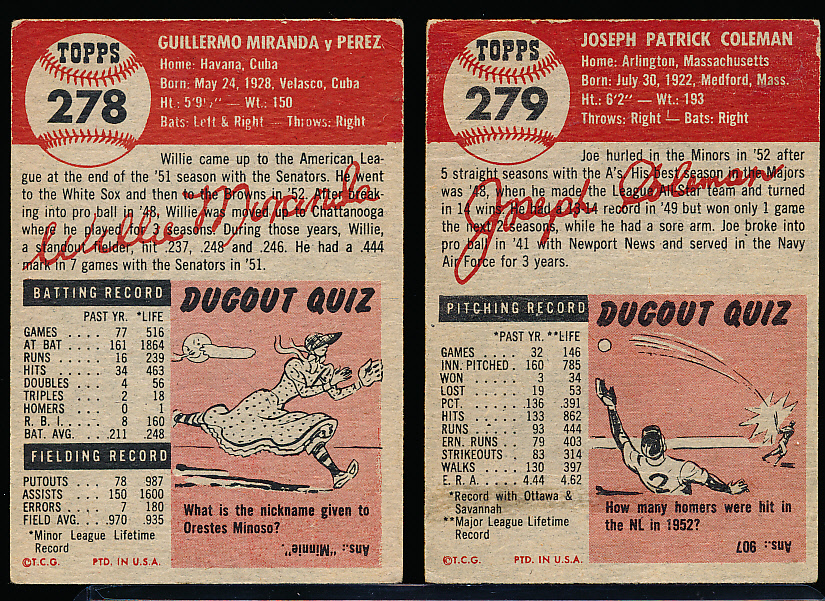 TOPPS
278
GUILLERMO MIRANDA y PEREZ
Home: Havana, Cuba
Born: May 24, 1928, Velasco, Cuba
Ht.: 5'9½" — Wt.: 150
Bats: Left & Right — Throws: Right
Willie came up to the American Lea-
gue at the end of the '51 season with the Senators. He went
to the White Sox and then to the Browns in '52. After break-
ing into pro ball in '48, Willie was moved up to Chattanooga
where he played for 3 seasons. During those years, Willie,
a standout fielder, hit .237, .248 and .246. He had a .444
mark in 7 games with the Senators in '51.
Willie Miranda
BATTING RECORD
PAST YR. *LIFE
GAMES 77 516
AT BAT 161 1864
RUNS 16 239
HITS 34 463
DOUBLES 4 56
TRIPLES 2 18
HOMERS 0 1
R. B. I. 8 160
BAT. AVG. .211 .248
FIELDING RECORD
PUTOUTS 78 987
ASSISTS 150 1600
ERRORS 7 180
FIELD AVG. .970 .935
*Minor League Lifetime
Record
©T.C.G. PTD. IN U.S.A.
DUGOUT QUIZ
What is the nickname given to
Orestes Minoso?
Ans.: "Minnie".
TOPPS
279
JOSEPH PATRICK COLEMAN
Home: Arlington, Massachusetts
Born: July 30, 1922, Medford, Mass.
Ht.: 6'2" — Wt.: 193
Throws: Right — Bats: Right
Joe hurled in the Minors in '52 after
5 straight seasons with the A's. His best season in the Majors
was '48, when he made the League All Star team and turned
in 14 wins. He had a 13-14 record in '49 but won only 1 game
the next 2 seasons, while he had a sore arm. Joe broke into
pro ball in '41 with Newport News and served in the Navy
Air Force for 3 years.
Joseph Coleman
PITCHING RECORD
*PAST YR. **LIFE
GAMES 32 146
INN. PITCHED 160 785
WON 3 34
LOST 19 53
PCT. .136 .391
HITS 133 862
RUNS 93 444
ERN. RUNS 79 403
STRIKEOUTS 83 314
WALKS 130 397
E. R. A. 4.44 4.62
*Record with Ottawa &
Savannah
**Major League Lifetime
Record
©T.C.G. PTD. IN U.S.A.
DUGOUT QUIZ
2
How many homers were hit in
the NL in 1952?
Ans.: 907